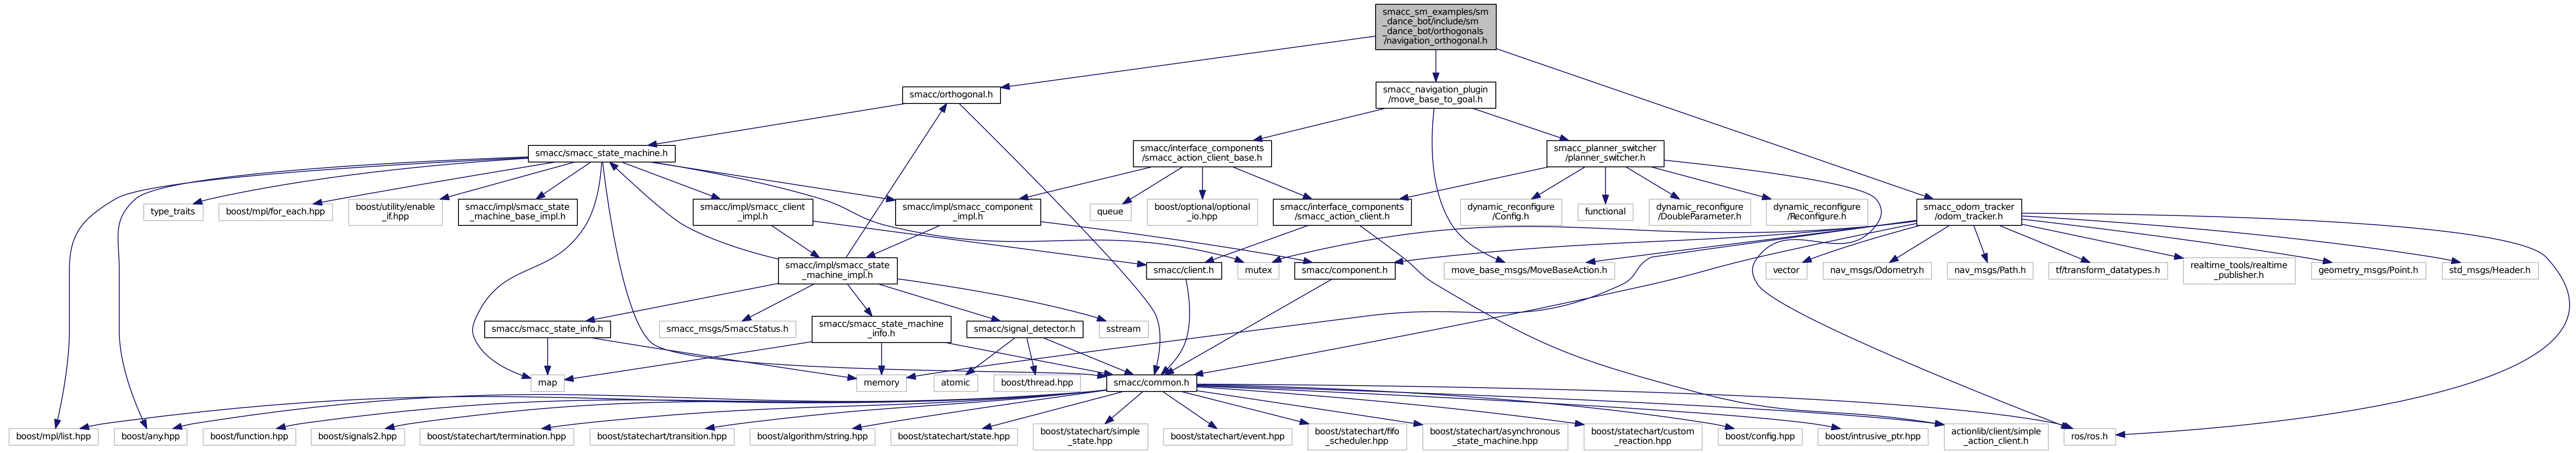 smacc_sm_examples/sm
_dance_bot/include/sm
_dance_bot/orthogonals
/navigation_orthogonal.h
smacc/orthogonal.h
smacc_navigation_plugin
/move_base_to_goal.h
smacc/smacc_state_machine.h
smacc/interface_components
/smacc_action_client_base.h
smacc_planner_switcher
/planner_switcher.h
type_traits
boost/mpl/for_each.hpp
boost/utility/enable
_if.hpp
smacc/impl/smacc_state
_machine_base_impl.h
smacc/impl/smacc_client
_impl.h
smacc/impl/smacc_component
_impl.h
queue
boost/optional/optional
_io.hpp
smacc/interface_components
/smacc_action_client.h
dynamic_reconfigure
/Config.h
functional
dynamic_reconfigure
/DoubleParameter.h
dynamic_reconfigure
/Reconfigure.h
smacc_odom_tracker
/odom_tracker.h
smacc/impl/smacc_state
_machine_impl.h
smacc/client.h
mutex
smacc/component.h
move_base_msgs/MoveBaseAction.h
vector
nav_msgs/Odometry.h
nav_msgs/Path.h
tf/transform_datatypes.h
realtime_tools/realtime
_publisher.h
geometry_msgs/Point.h
std_msgs/Header.h
smacc/smacc_state_info.h
smacc_msgs/SmaccStatus.h
smacc/smacc_state_machine
_info.h
smacc/signal_detector.h
sstream
map
memory
atomic
boost/thread.hpp
smacc/common.h
boost/mpl/list.hpp
boost/any.hpp
boost/function.hpp
boost/signals2.hpp
boost/statechart/termination.hpp
boost/statechart/transition.hpp
boost/algorithm/string.hpp
boost/statechart/state.hpp
boost/statechart/simple
_state.hpp
boost/statechart/event.hpp
boost/statechart/fifo
_scheduler.hpp
boost/statechart/asynchronous
_state_machine.hpp
boost/statechart/custom
_reaction.hpp
boost/config.hpp
boost/intrusive_ptr.hpp
actionlib/client/simple
_action_client.h
ros/ros.h